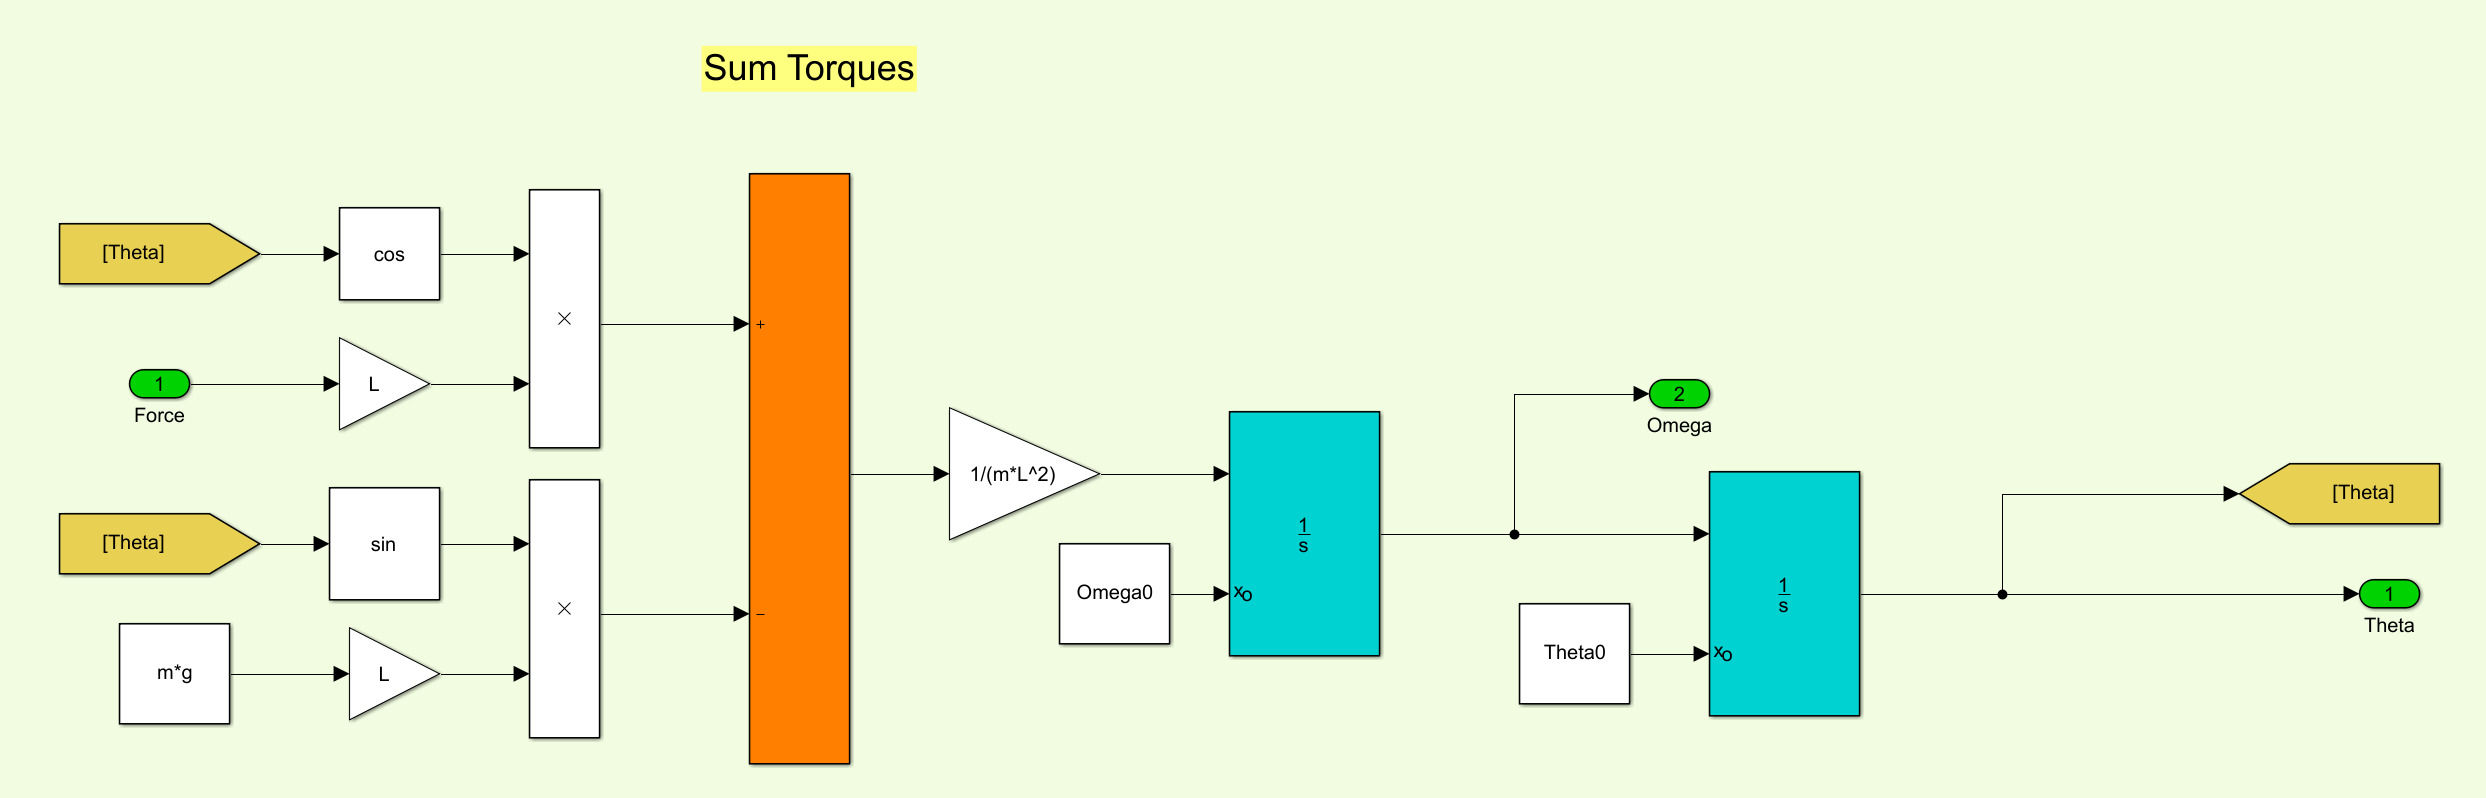 Sum Torques
[Theta]
cos
×
+
1
Force
L
[Theta]
sin
×
−
m*g
L
1/(m*L^2)
Omega0
1
s
xo
2
Omega
Theta0
1
s
xo
[Theta]
1
Theta